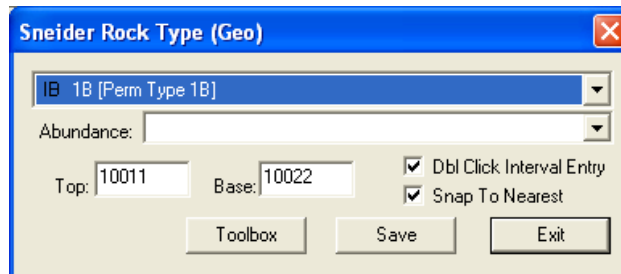 Sneider Rock Type (Geo)
IB 1B [Perm Type 1B]
Abundance:
Top: 10011 Base: 10022 Dbl Click Interval Entry
Snap To Nearest
Toolbox Save Exit